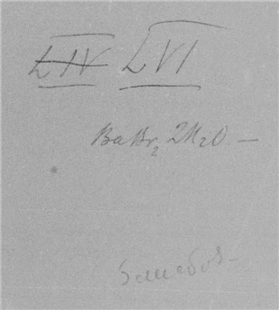 LIV LVI
BaBr₂ 2H₂O —